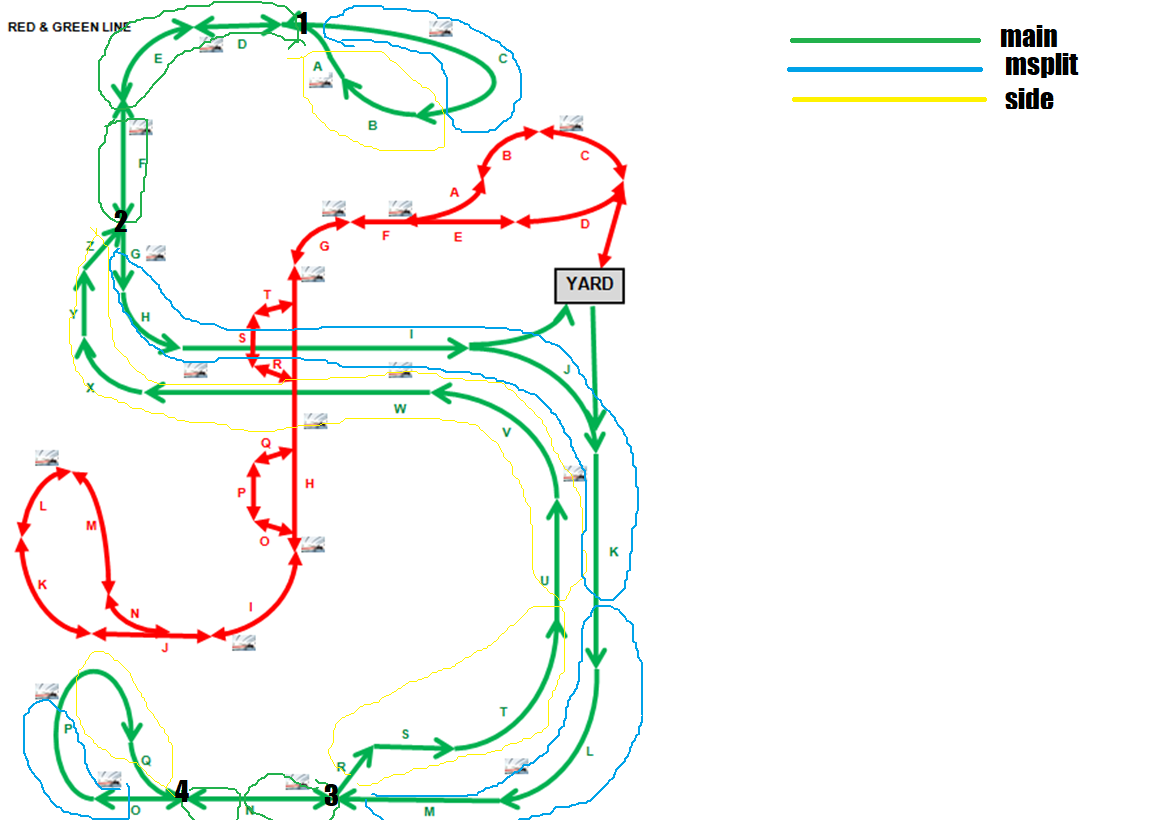 RED & GREEN LINE
1
main
msplit
side
D
E
C
A
B
F
B
C
A
D
2
Z
G
G
F
E
YARD
T
Y
H
S
I
R
J
X
W
V
Q
L
P
H
M
O
K
K
U
N
I
J
P
T
S
L
Q
R
4
3
O
N
M